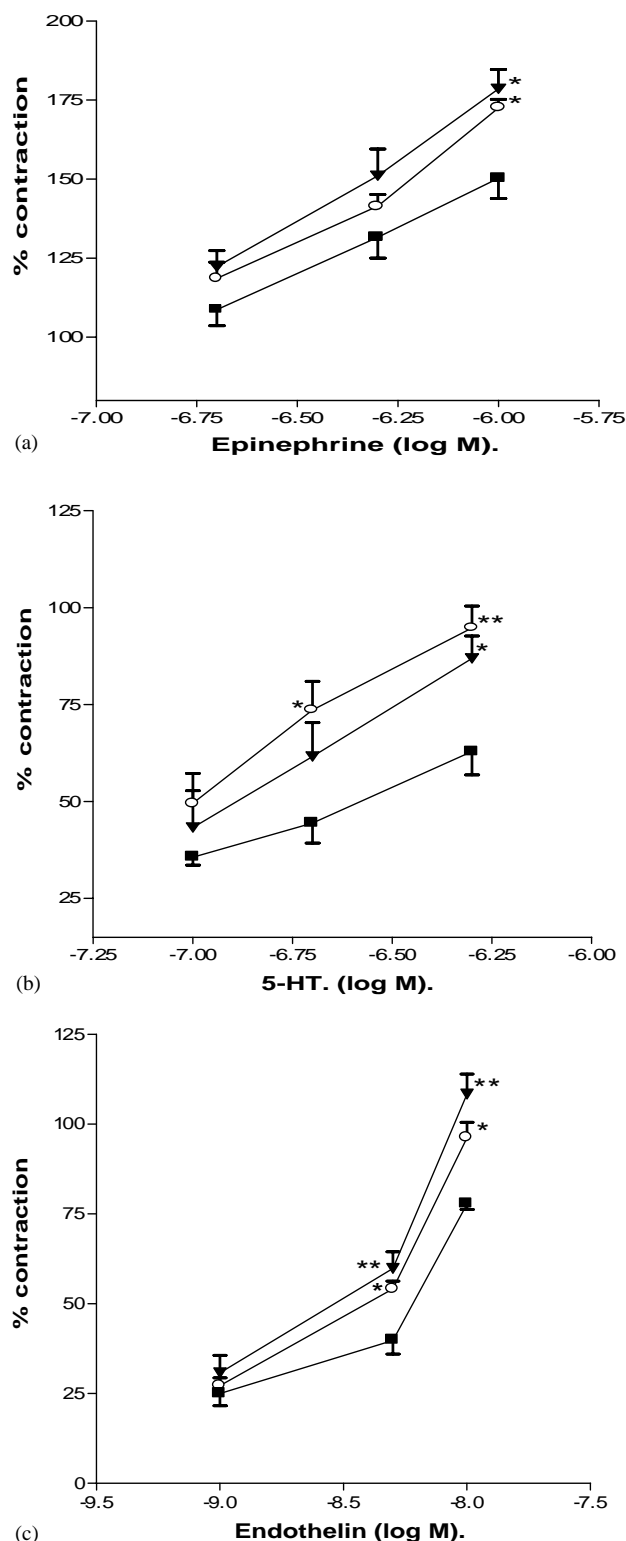 200
175
150
125
100
% contraction
*
*
-7.00 -6.75 -6.50 -6.25 -6.00 -5.75
(a) Epinephrine (log M).
125
100
75
50
25
% contraction
**
*
*
-7.25 -7.00 -6.75 -6.50 -6.25 -6.00
(b) 5-HT. (log M).
125
100
75
50
25
0
% contraction
**
*
**
*
-9.5 -9.0 -8.5 -8.0 -7.5
(c) Endothelin (log M).